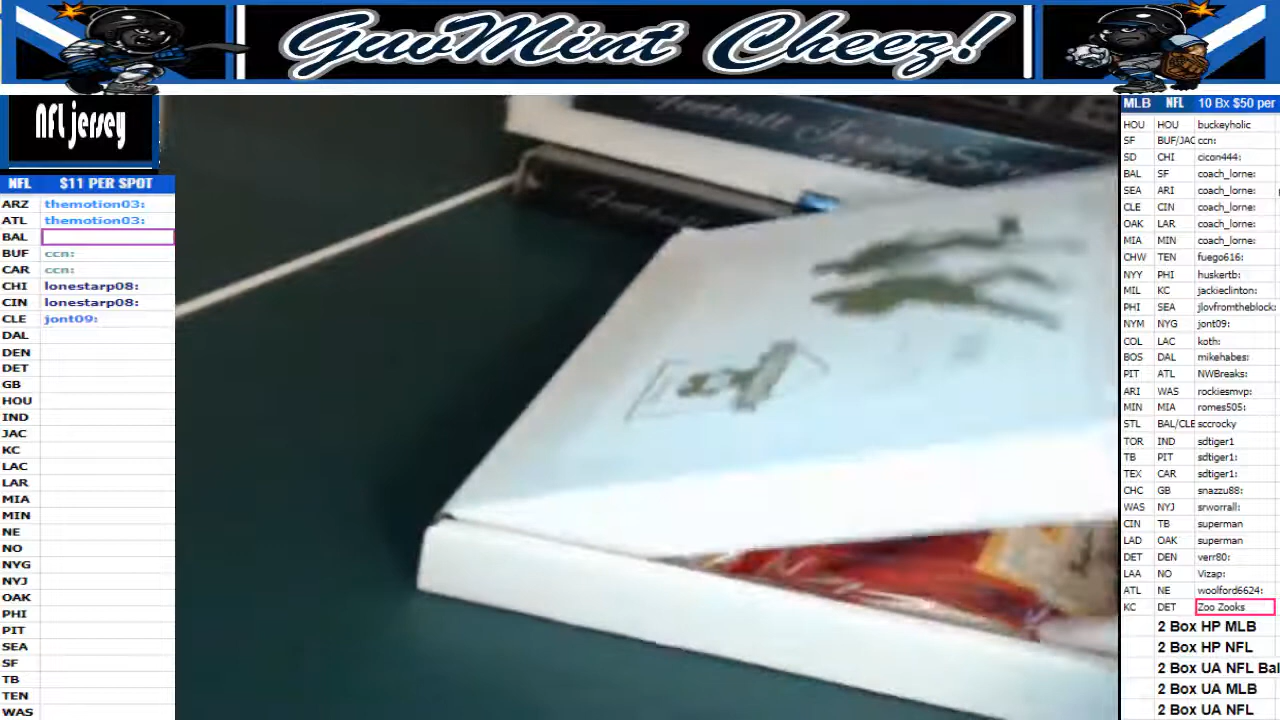 GuvMint Cheez!
NFL jersey
NFL $11 PER SPOT
ARZ themotion03:
ATL themotion03:
BAL
BUF ccn:
CAR ccn:
CHI lonestarp08:
CIN lonestarp08:
CLE jont09:
DAL
DEN
DET
GB
HOU
IND
JAC
KC
LAC
LAR
MIA
MIN
NE
NO
NYG
NYJ
OAK
PHI
PIT
SEA
SF
TB
TEN
WAS
MLB NFL 10 Bx $50 per
HOU HOU buckeyholic
SF BUF/JAC ccn:
SD CHI cicon444:
BAL SF coach_lorne:
SEA ARI coach_lorne:
CLE CIN coach_lorne:
OAK LAR coach_lorne:
MIA MIN coach_lorne:
CHW TEN fuego616:
NYY PHI huskertb:
MIL KC jackieclinton:
PHI SEA jlovfromtheblock:
NYM NYG jont09:
COL LAC koth:
BOS DAL mikehabes:
PIT ATL NWBreaks:
ARI WAS rockiesmvp:
MIN MIA romes505:
STL BAL/CLE sccrocky
TOR IND sdtiger1
TB PIT sdtiger1:
TEX CAR sdtiger1:
CHC GB snazzu88:
WAS NYJ srworrall:
CIN TB superman
LAD OAK superman
DET DEN verr80:
LAA NO Vizap:
ATL NE woolford6624:
KC DET Zoo Zooks
2 Box HP MLB
2 Box HP NFL
2 Box UA NFL Bal
2 Box UA MLB
2 Box UA NFL